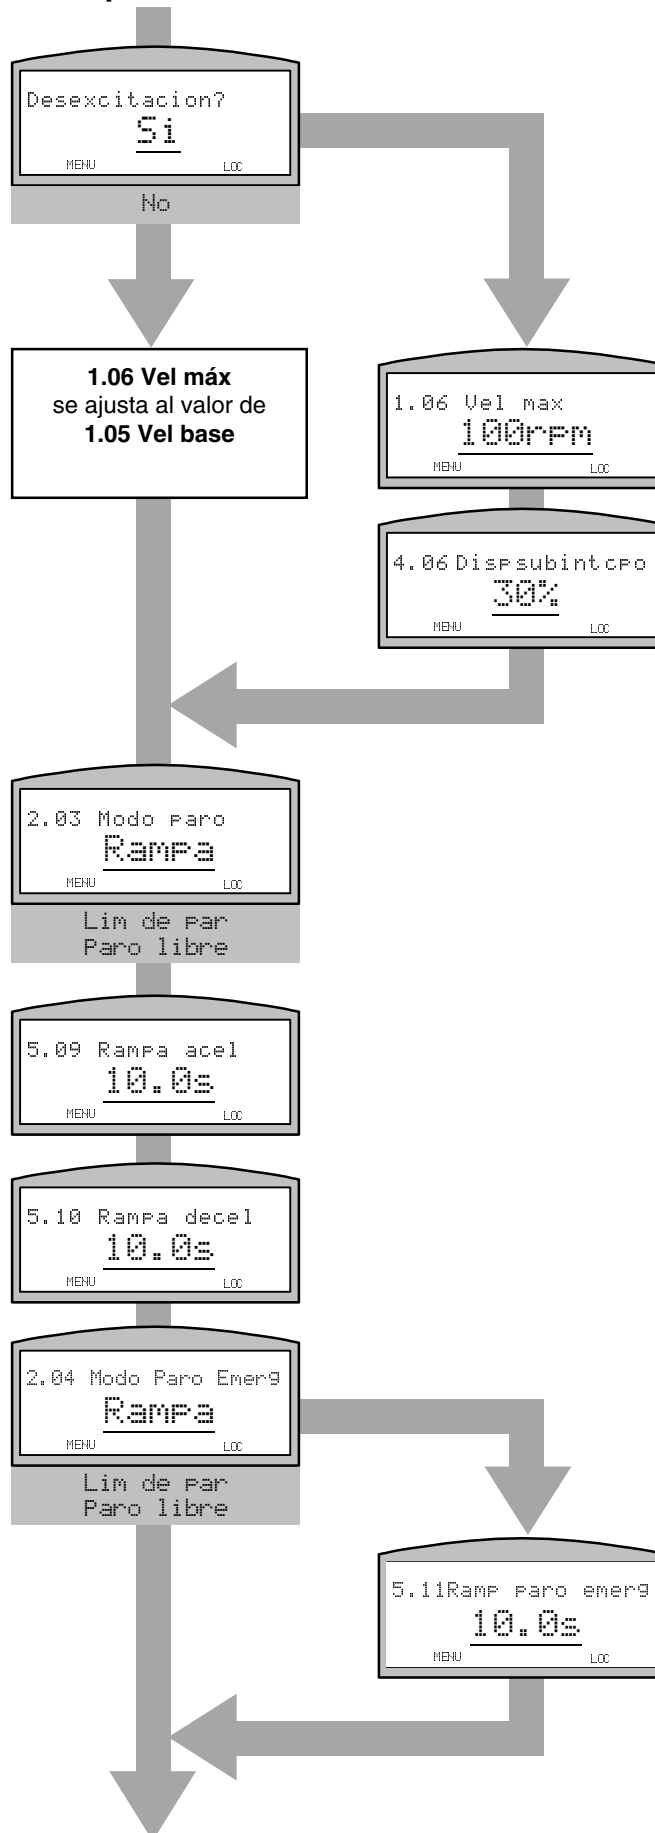 Desexcitacion?
Si
MENU LOC
No
1.06 Vel máx
se ajusta al valor de
1.05 Vel base
1.06 Vel max
100rpm
MENU LOC
4.06 Dispsubintcpo
30%
MENU LOC
2.03 Modo paro
Rampa
MENU LOC
Lim de par
Paro libre
5.09 Rampa acel
10.0s
MENU LOC
5.10 Rampa decel
10.0s
MENU LOC
2.04 Modo Paro Emerg
Rampa
MENU LOC
Lim de par
Paro libre
5.11Ramp paro emerg
10.0s
MENU LOC